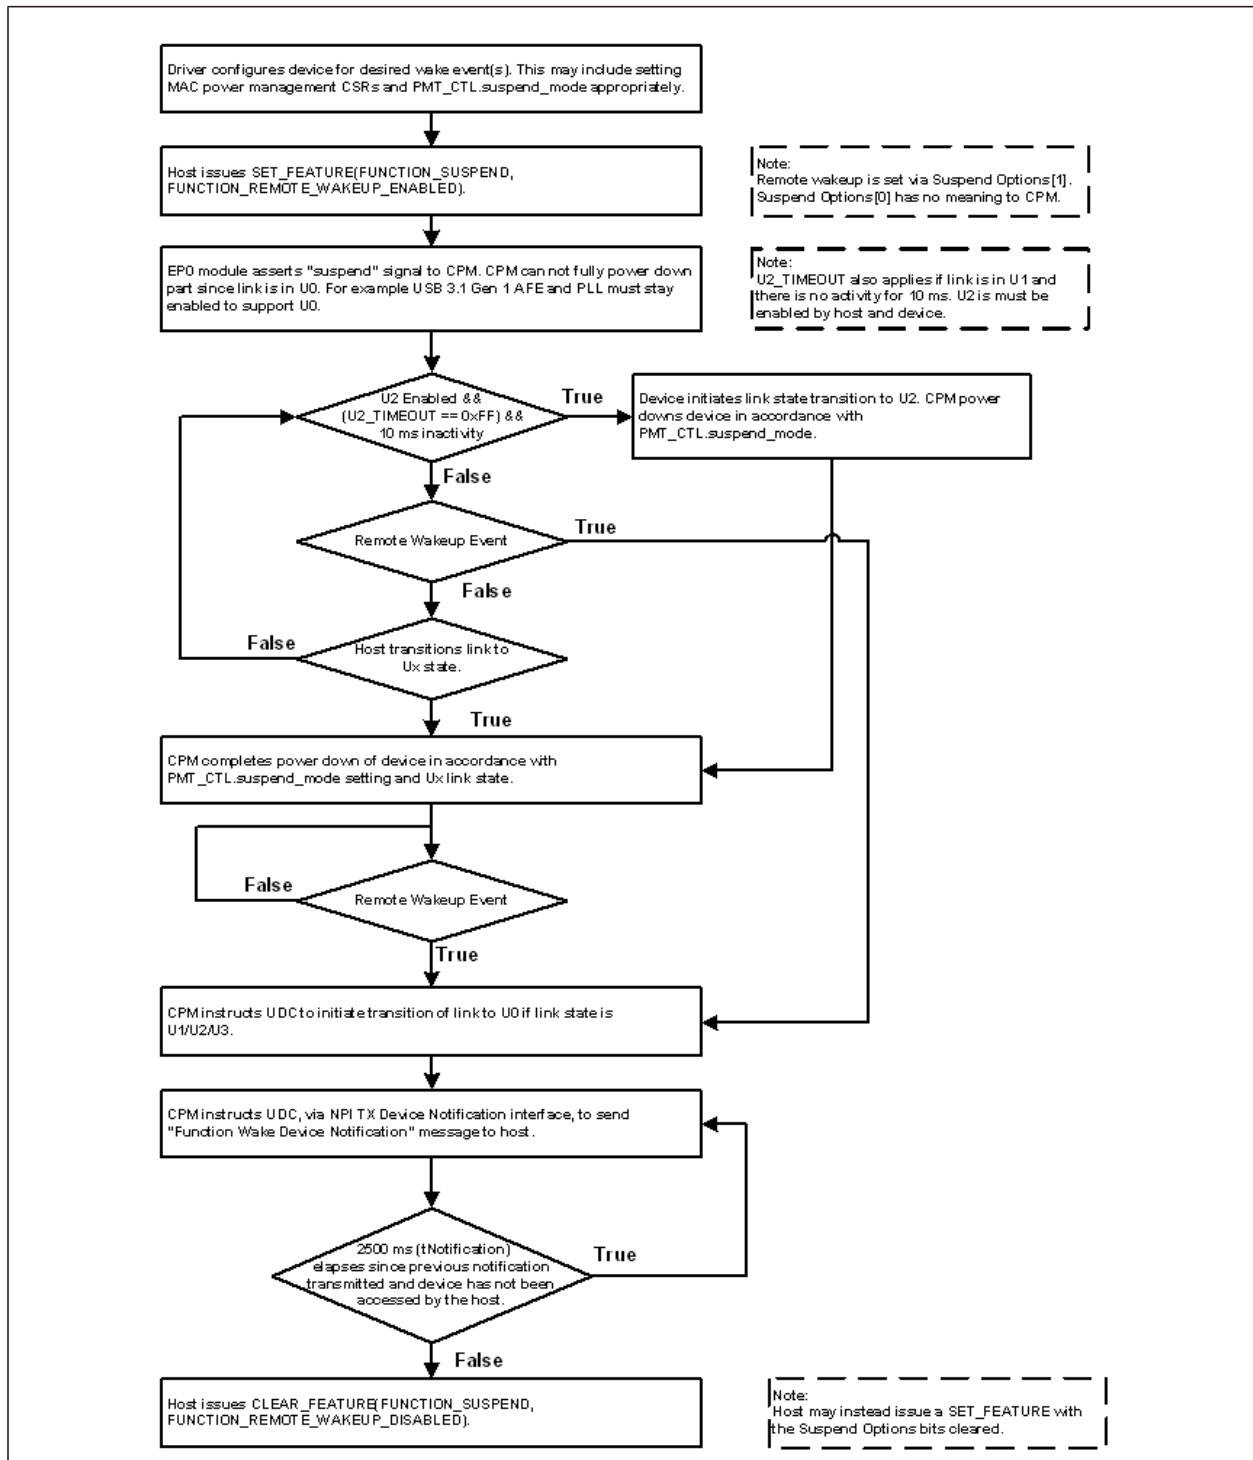 Driver configures device for desired wake event(s). This may include setting
MAC power management CSRs and PMT_CTL.suspend_mode appropriately.
Host issues SET_FEATURE(FUNCTION_SUSPEND,
FUNCTION_REMOTE_WAKEUP_ENABLED).
Note:
Remote wakeup is set via Suspend Options[1].
Suspend Options[0] has no meaning to CPM.
EP0 module asserts "suspend" signal to CPM. CPM can not fully power down
part since link is in U0. For example USB 3.1 Gen 1 AFE and PLL must stay
enabled to support U0.
Note:
U2_TIMEOUT also applies if link is in U1 and
there is no activity for 10 ms. U2 is must be
enabled by host and device.
U2 Enabled &&
(U2_TIMEOUT == 0xFF) &&
10 ms inactivity
True
Device initiates link state transition to U2. CPM power
downs device in accordance with
PMT_CTL.suspend_mode.
False
Remote Wakeup Event
True
False
Host transitions link to
Ux state.
False
True
CPM completes power down of device in accordance with
PMT_CTL.suspend_mode setting and Ux link state.
False
Remote Wakeup Event
True
CPM instructs UDC to initiate transition of link to U0 if link state is
U1/U2/U3.
CPM instructs UDC, via NPI TX Device Notification interface, to send
"Function Wake Device Notification" message to host.
2500 ms (tNotification)
elapses since previous notification
transmitted and device has not been
accessed by the host.
True
False
Host issues CLEAR_FEATURE(FUNCTION_SUSPEND,
FUNCTION_REMOTE_WAKEUP_DISABLED).
Note:
Host may instead issue a SET_FEATURE with
the Suspend Options bits cleared.